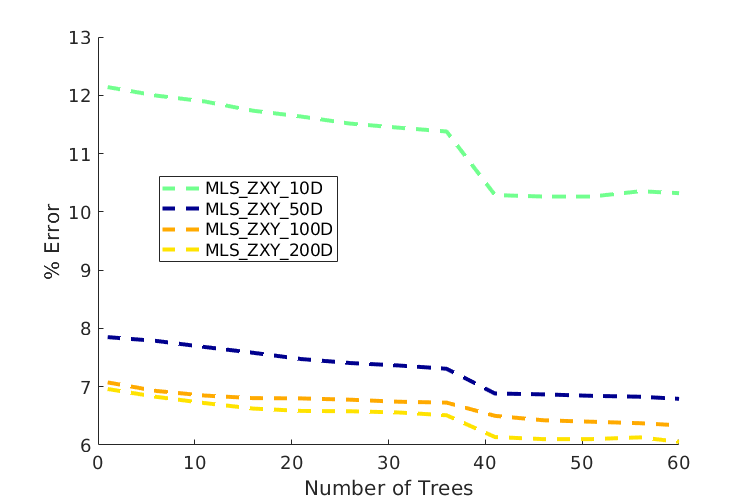 13
12
11
10
9
8
7
6
% Error
MLS_ZXY_10D
MLS_ZXY_50D
MLS_ZXY_100D
MLS_ZXY_200D
0 10 20 30 40 50 60
Number of Trees